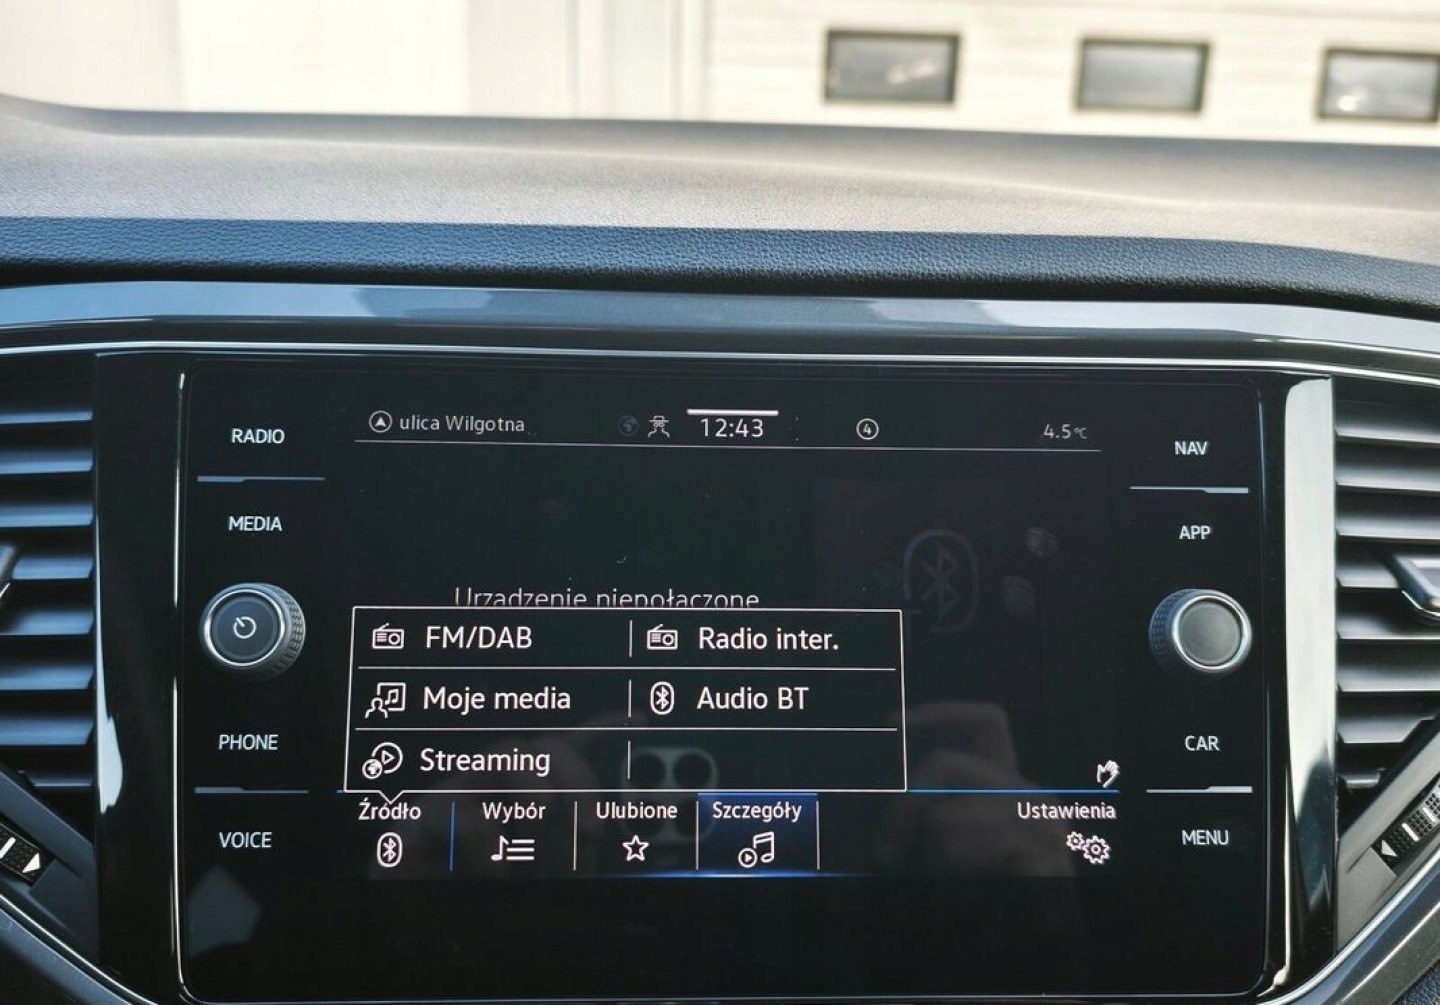 ulica Wilgotna
12:43
4
4.5°C
RADIO
NAV
MEDIA
APP
Urządzenie niepołączone
FM/DAB
Radio inter.
Moje media
Audio BT
Streaming
PHONE
CAR
Źródło
Wybór
Ulubione
Szczegóły
Ustawienia
VOICE
MENU